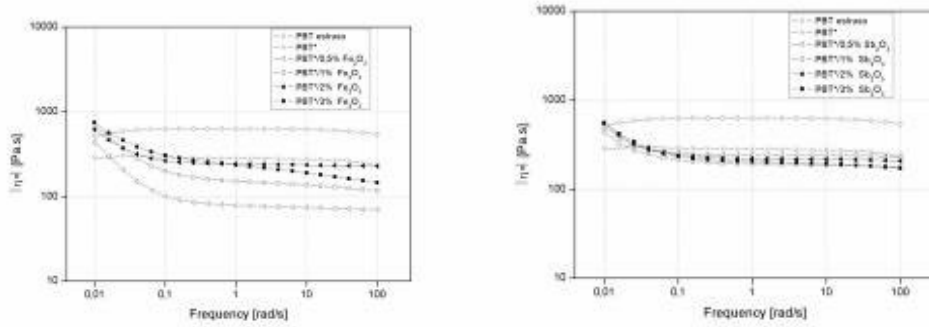 10000
1000
100
10
|η*| [Pa.s]
PBT estruso
PBT*
PBT*/0,5% Fe2O3
PBT*/1% Fe2O3
PBT*/2% Fe2O3
PBT*/3% Fe2O3
0,01 0,1 1 10 100
Frequency [rad/s]
10000
1000
100
10
|η*| [Pa.s]
PBT estruso
PBT*
PBT*/0,5% Sb2O3
PBT*/1% Sb2O3
PBT*/2% Sb2O3
PBT*/3% Sb2O3
0,01 0,1 1 10 100
Frequency [rad/s]